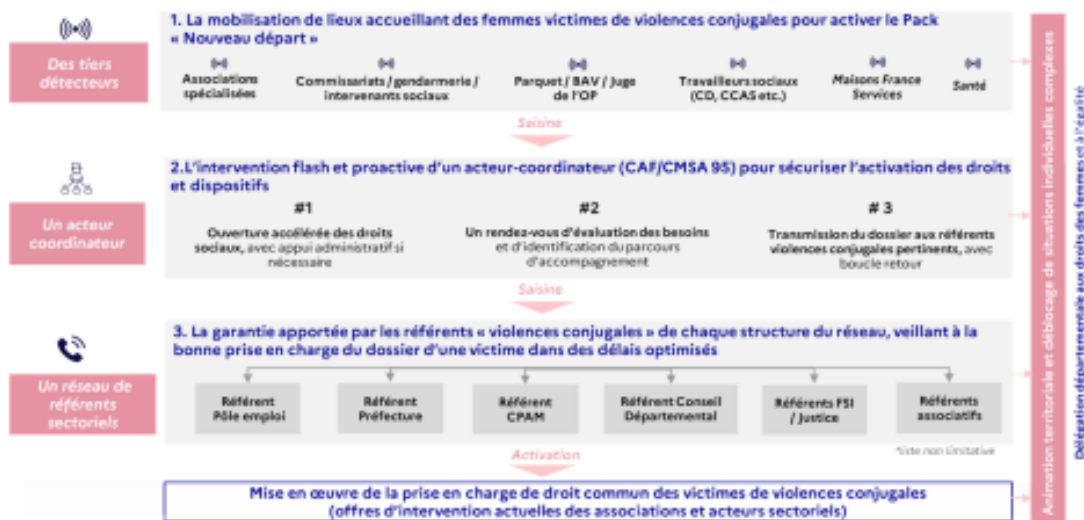 1. La mobilisation de lieux accueillant des femmes victimes de violences conjugales pour activer le Pack
« Nouveau départ »
Des tiers
détecteurs
Associations
spécialisées
Commissariats / gendarmerie /
intervenants sociaux
Parquet / BAV / Juge
de l'OP
Travailleurs sociaux
(CD, CCAS etc.)
Maisons France
Services
Santé
Saisine
2.L'intervention flash et proactive d'un acteur-coordinateur (CAF/CMSA 95) pour sécuriser l'activation des droits
et dispositifs
Un acteur
coordinateur
#1
Ouverture accélérée des droits
sociaux, avec appui administratif si
nécessaire
#2
Un rendez-vous d'évaluation des besoins
et d'identification du parcours
d'accompagnement
# 3
Transmission du dossier aux référents
violences conjugales pertinents, avec
boucle retour
Saisine
3. La garantie apportée par les référents « violences conjugales » de chaque structure du réseau, veillant à la
bonne prise en charge du dossier d'une victime dans des délais optimisés
Un réseau de
référents
sectoriels
Référent
Pôle emploi
Référent
Préfecture
Référent
CPAM
Référent Conseil
Départemental
Référents FSI
/ Justice
Référents
associatifs
*liste non limitative
Activation
Mise en œuvre de la prise en charge de droit commun des victimes de violences conjugales
(offres d'intervention actuelles des associations et acteurs sectoriels)
Animation territoriale et déblocage de situations individuelles complexes
Délégation départementale aux droits des femmes et à l'égalité